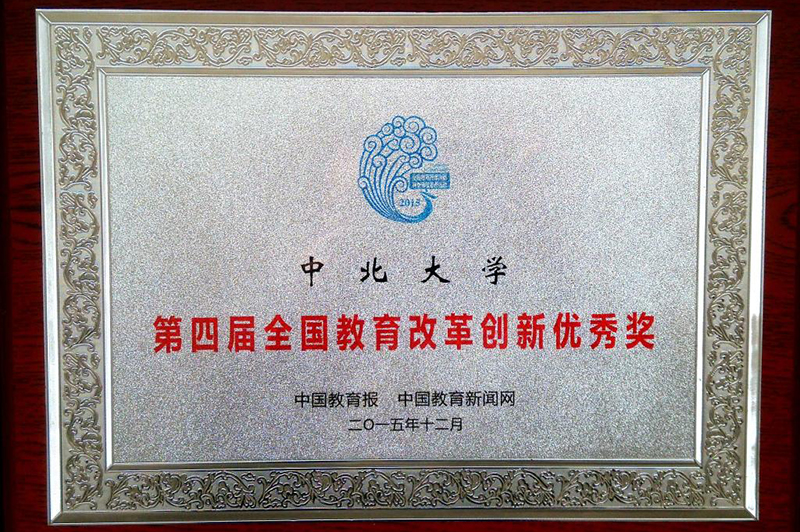 2015
中北大学
第四届全国教育改革创新优秀奖
中国教育报 中国教育新闻网
二〇一五年十二月